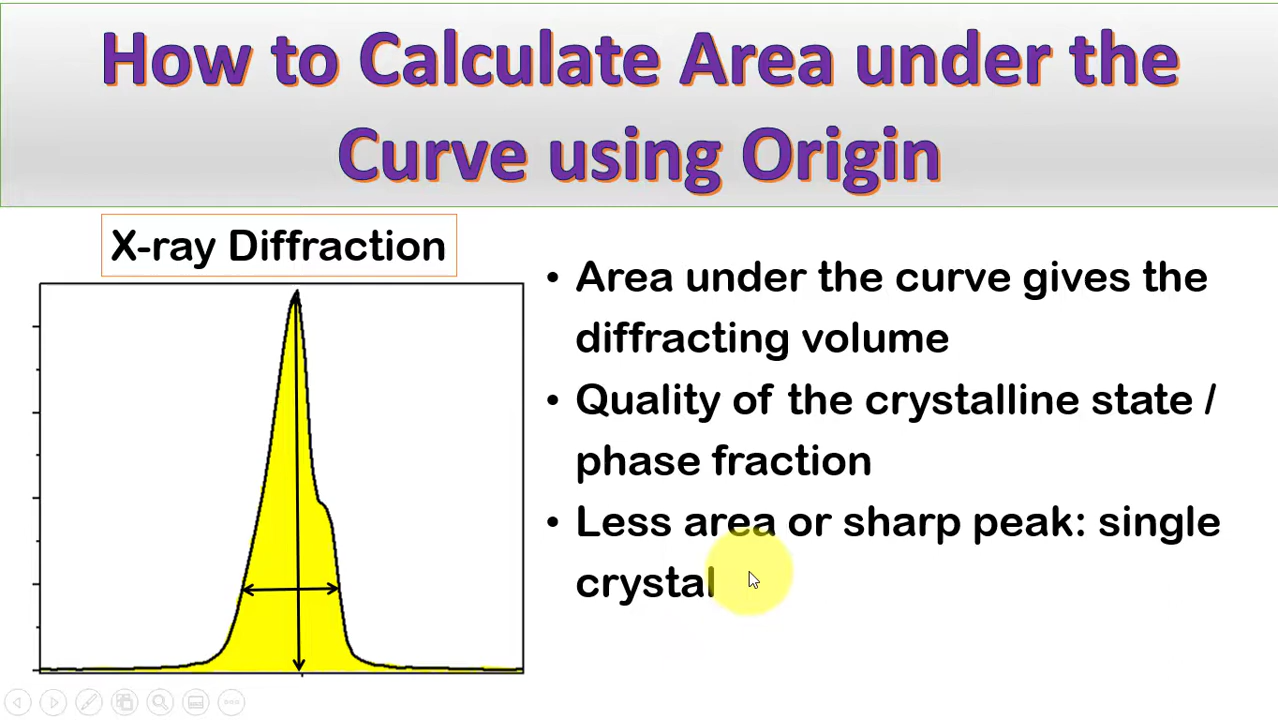 How to Calculate Area under the
Curve using Origin
X-ray Diffraction
• Area under the curve gives the
diffracting volume
• Quality of the crystalline state /
phase fraction
• Less area or sharp peak: single
crystal